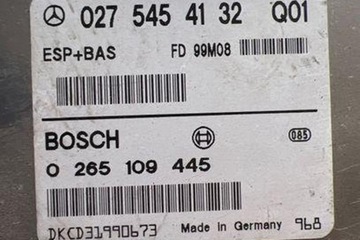 027 545 41 32 Q01
ESP+BAS FD 99M08
BOSCH 085
0 265 109 445
DKCD31990673 Made in Germany 968